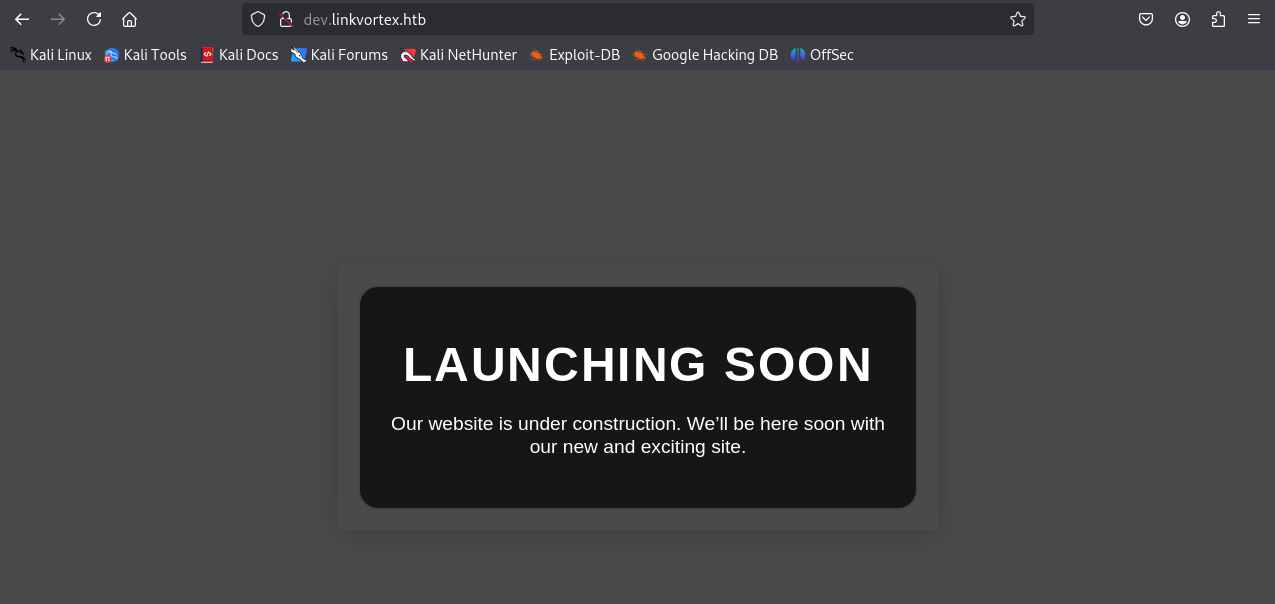 dev.linkvortex.htb
Kali Linux Kali Tools Kali Docs Kali Forums Kali NetHunter Exploit-DB Google Hacking DB OffSec
LAUNCHING SOON
Our website is under construction. We’ll be here soon with
our new and exciting site.